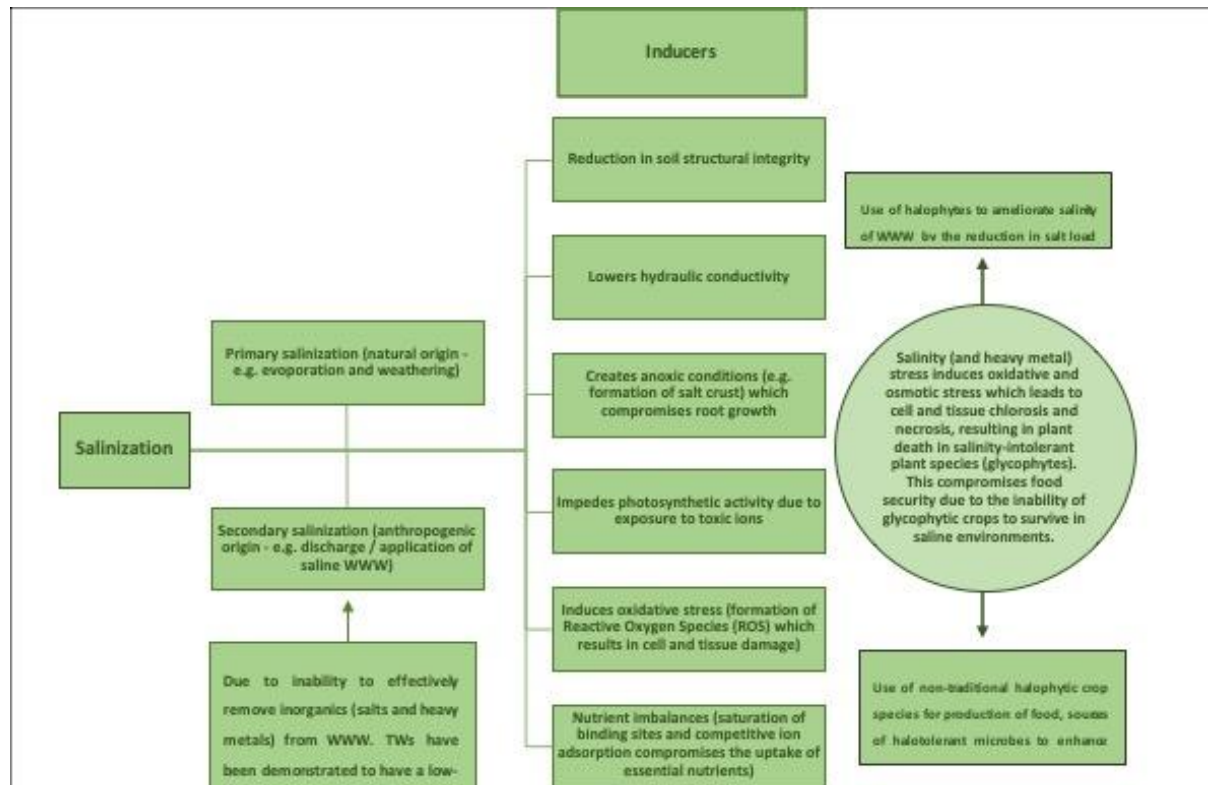 Inducers
Reduction in soil structural integrity
Lowers hydraulic conductivity
Creates anoxic conditions (e.g.
formation of salt crust) which
compromises root growth
Impedes photosynthetic activity due to
exposure to toxic ions
Induces oxidative stress (formation of
Reactive Oxygen Species (ROS) which
results in cell and tissue damage)
Nutrient imbalances (saturation of
binding sites and competitive ion
adsorption compromises the uptake of
essential nutrients)
Primary salinization (natural origin -
e.g. evoporation and weathering)
Salinization
Secondary salinization (anthropogenic
origin - e.g. discharge / application of
saline WWW)
Due to inability to effectively
remove inorganics (salts and heavy
metals) from WWW. TWs have
been demonstrated to have a low-
Use of halophytes to ameliorate salinity
of WWW by the reduction in salt load
Salinity (and heavy metal)
stress induces oxidative and
osmotic stress which leads to
cell and tissue chlorosis and
necrosis, resulting in plant
death in salinity-intolerant
plant species (glycophytes).
This compromises food
security due to the inability of
glycophytic crops to survive in
saline environments.
Use of non-traditional halophytic crop
species for production of food, sources
of halotolerant microbes to enhance